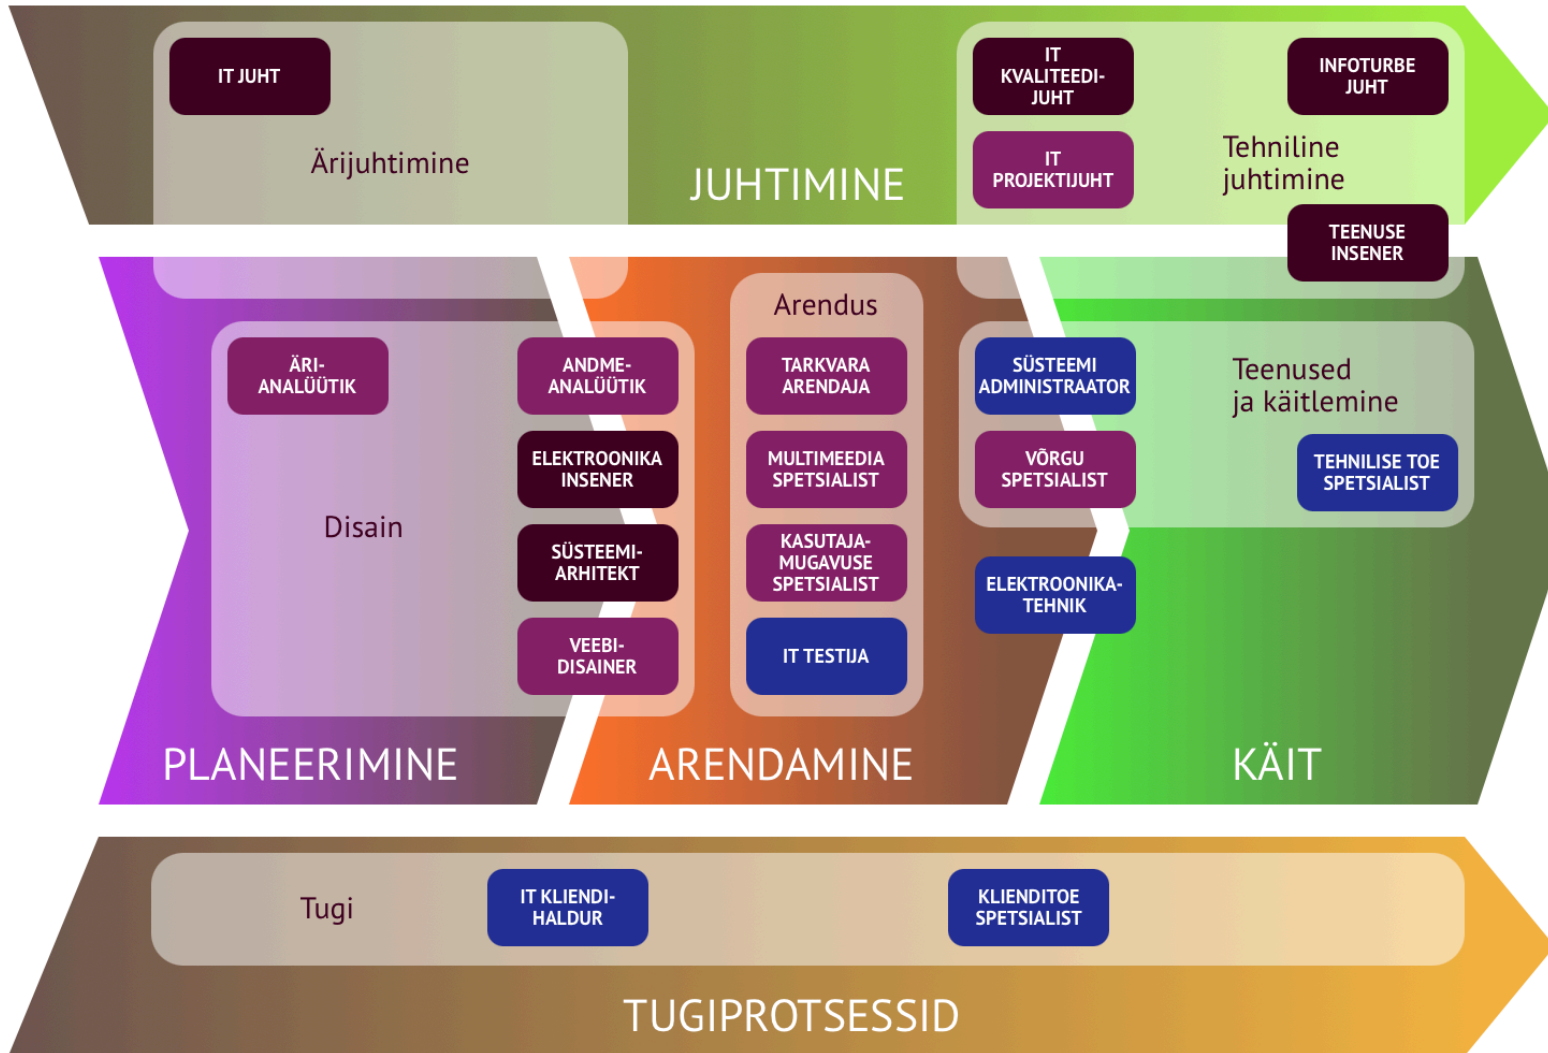 IT JUHT
Ärijuhtimine
JUHTIMINE
IT
KVALITEEDI-
JUHT
INFOTURBE
JUHT
IT
PROJEKTIJUHT
Tehniline
juhtimine
TEENUSE
INSENER
ÄRI-
ANALÜÜTIK
ANDME-
ANALÜÜTIK
ELEKTROONIKA
INSENER
Disain
SÜSTEEMI-
ARHITEKT
VEEBI-
DISAINER
PLANEERIMINE
Arendus
TARKVARA
ARENDAJA
MULTIMEEDIA
SPETSIALIST
KASUTAJA-
MUGAVUSE
SPETSIALIST
IT TESTIJA
ARENDAMINE
SÜSTEEMI
ADMINISTRAATOR
VÕRGU
SPETSIALIST
ELEKTROONIKA-
TEHNIK
Teenused
ja käitlemine
TEHNILISE TOE
SPETSIALIST
KÄIT
Tugi
IT KLIENDI-
HALDUR
KLIENDITOE
SPETSIALIST
TUGIPROTSESSID